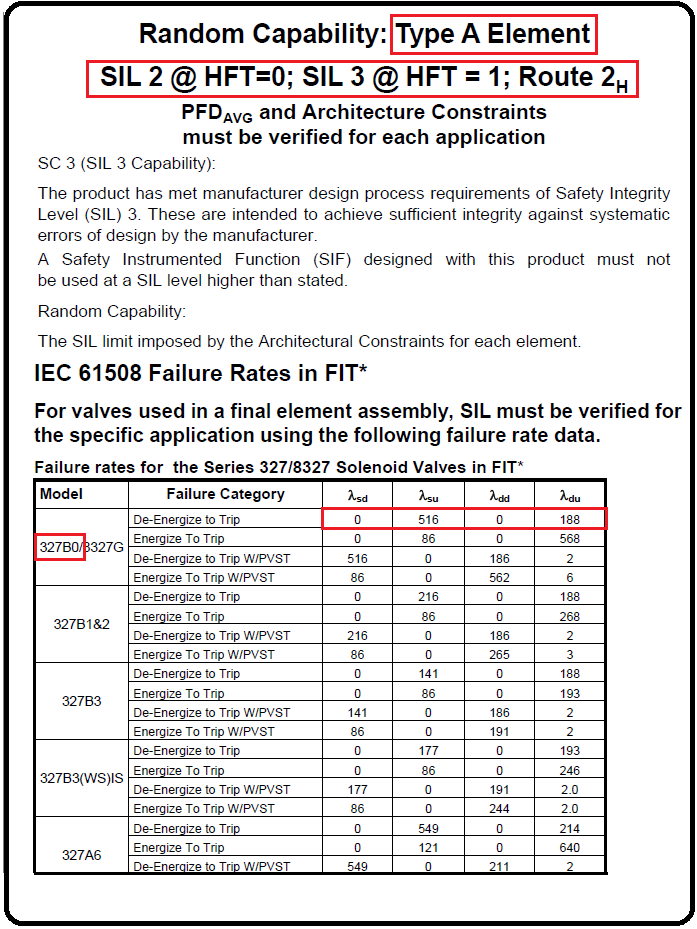 Random Capability: Type A Element
SIL 2 @ HFT=0; SIL 3 @ HFT = 1; Route 2H
PFDAVG and Architecture Constraints
must be verified for each application
SC 3 (SIL 3 Capability):
The product has met manufacturer design process requirements of Safety Integrity
Level (SIL) 3. These are intended to achieve sufficient integrity against systematic
errors of design by the manufacturer.
A Safety Instrumented Function (SIF) designed with this product must not
be used at a SIL level higher than stated.
Random Capability:
The SIL limit imposed by the Architectural Constraints for each element.
IEC 61508 Failure Rates in FIT*
For valves used in a final element assembly, SIL must be verified for
the specific application using the following failure rate data.
Failure rates for the Series 327/8327 Solenoid Valves in FIT*
Model Failure Category λsd λsu λdd λdu
327B0/8327G
De-Energize to Trip 0 516 0 188
Energize To Trip 0 86 0 568
De-Energize to Trip W/PVST 516 0 186 2
Energize To Trip W/PVST 86 0 562 6
327B1&2
De-Energize to Trip 0 216 0 188
Energize To Trip 0 86 0 268
De-Energize to Trip W/PVST 216 0 186 2
Energize To Trip W/PVST 86 0 265 3
327B3
De-Energize to Trip 0 141 0 188
Energize To Trip 0 86 0 193
De-Energize to Trip W/PVST 141 0 186 2
Energize To Trip W/PVST 86 0 191 2
327B3(WS)IS
De-Energize to Trip 0 177 0 193
Energize To Trip 0 86 0 246
De-Energize to Trip W/PVST 177 0 191 2.0
Energize To Trip W/PVST 86 0 244 2.0
327A6
De-Energize to Trip 0 549 0 214
Energize To Trip 0 121 0 640
De-Energize to Trip W/PVST 549 0 211 2